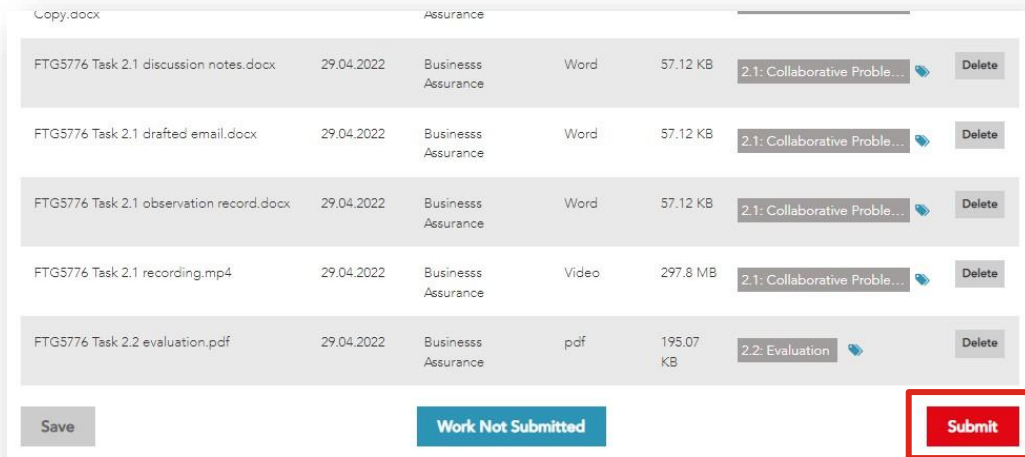 Copy.docx Assurance
FTG5776 Task 2.1 discussion notes.docx 29.04.2022 Businesss Word 57.12 KB 2.1: Collaborative Proble... Delete
Assurance
FTG5776 Task 2.1 drafted email.docx 29.04.2022 Businesss Word 57.12 KB 2.1: Collaborative Proble... Delete
Assurance
FTG5776 Task 2.1 observation record.docx 29.04.2022 Businesss Word 57.12 KB 2.1: Collaborative Proble... Delete
Assurance
FTG5776 Task 2.1 recording.mp4 29.04.2022 Businesss Video 297.8 MB 2.1: Collaborative Proble... Delete
Assurance
FTG5776 Task 2.2 evaluation.pdf 29.04.2022 Businesss pdf 195.07 2.2: Evaluation Delete
Assurance KB
Save Work Not Submitted Submit